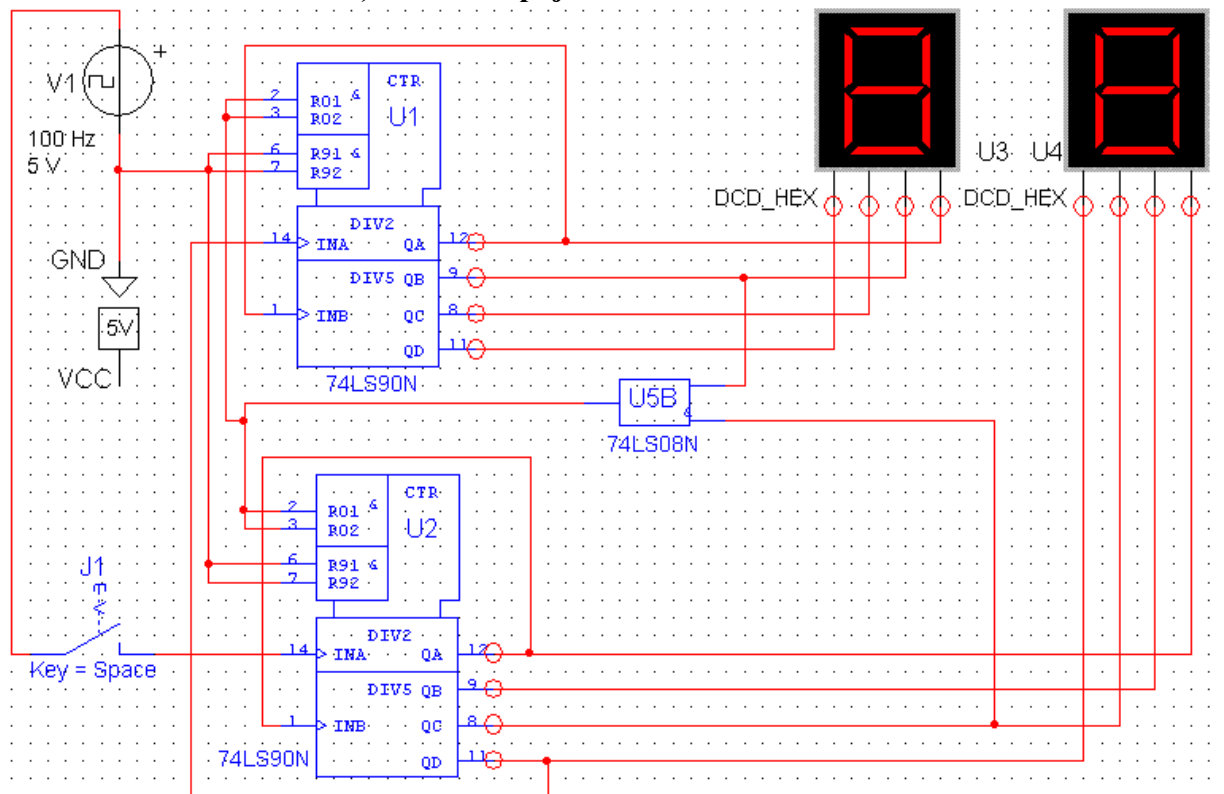 V1
+
100 Hz
5 V
GND
5V
VCC
CTR
U1
2 R01 &
3 R02
6 R91 &
7 R92
DIV2
14 INA QA 12
DIV5 QB 9
1 INB QC 8
QD 11
74LS90N
U3 U4
DCD_HEX
DCD_HEX
U5B
&
74LS08N
CTR
U2
2 R01 &
3 R02
6 R91 &
7 R92
DIV2
14 INA QA 12
DIV5 QB 9
1 INB QC 8
QD 11
74LS90N
J1
Key = Space